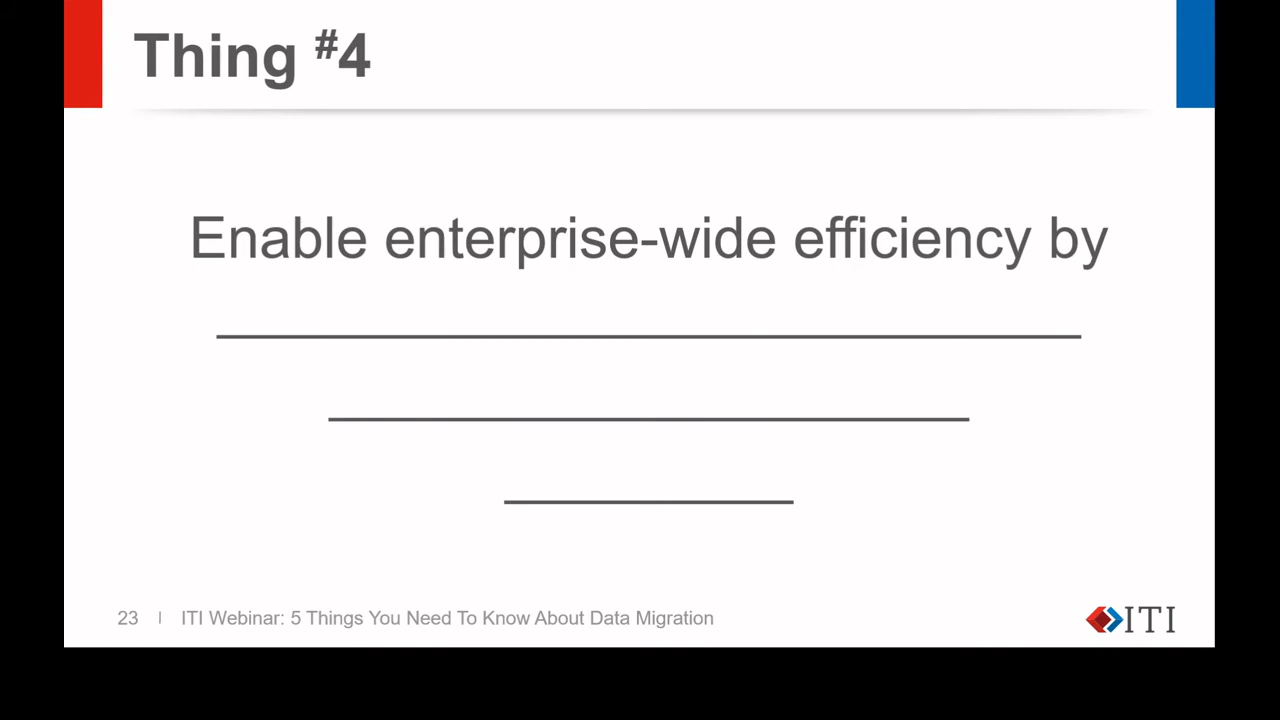 Thing #4
Enable enterprise-wide efficiency by
23 | ITI Webinar: 5 Things You Need To Know About Data Migration
ITI